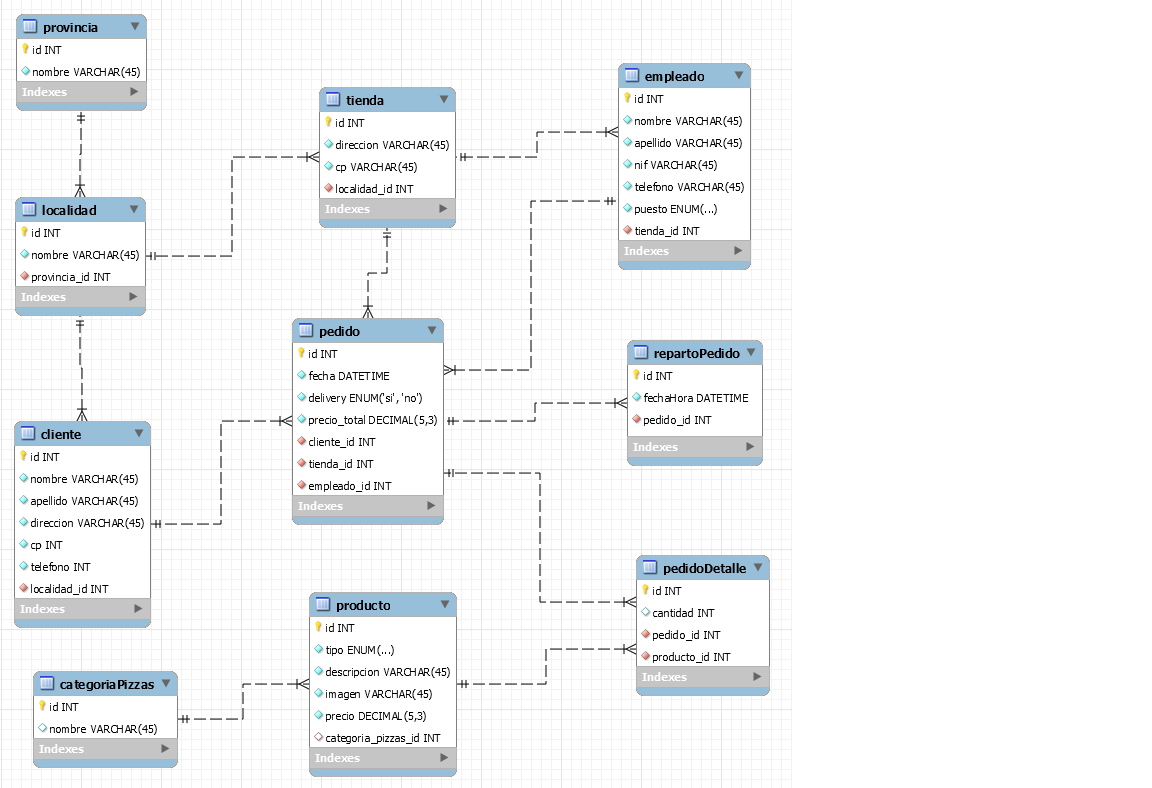 provincia
id INT
nombre VARCHAR(45)
Indexes
localidad
id INT
nombre VARCHAR(45)
provincia_id INT
Indexes
cliente
id INT
nombre VARCHAR(45)
apellido VARCHAR(45)
direccion VARCHAR(45)
cp INT
telefono INT
localidad_id INT
Indexes
categoriaPizzas
id INT
nombre VARCHAR(45)
Indexes
tienda
id INT
direccion VARCHAR(45)
cp VARCHAR(45)
localidad_id INT
Indexes
pedido
id INT
fecha DATETIME
delivery ENUM('si', 'no')
precio_total DECIMAL(5,3)
cliente_id INT
tienda_id INT
empleado_id INT
Indexes
producto
id INT
tipo ENUM(...)
descripcion VARCHAR(45)
imagen VARCHAR(45)
precio DECIMAL(5,3)
categoria_pizzas_id INT
Indexes
empleado
id INT
nombre VARCHAR(45)
apellido VARCHAR(45)
nif VARCHAR(45)
telefono VARCHAR(45)
puesto ENUM(...)
tienda_id INT
Indexes
repartoPedido
id INT
fechaHora DATETIME
pedido_id INT
Indexes
pedidoDetalle
id INT
cantidad INT
pedido_id INT
producto_id INT
Indexes